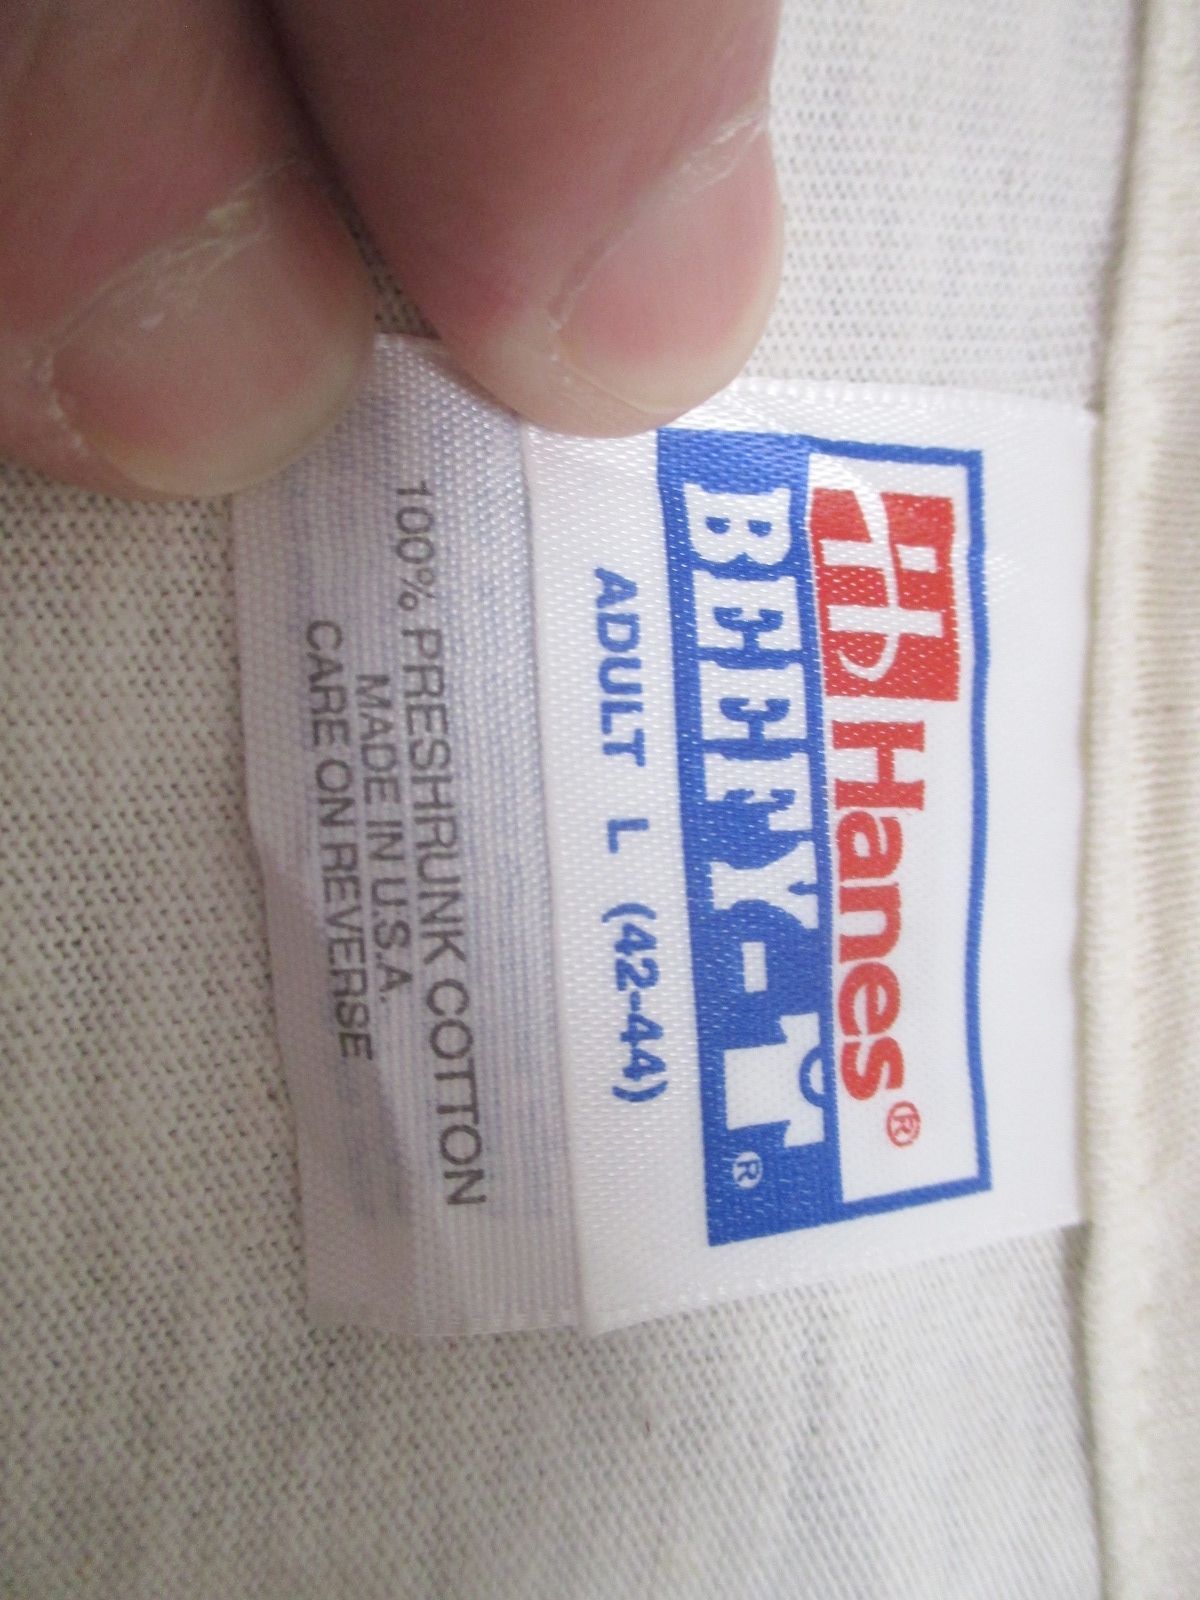 Hanes®
BEEFY-T®
ADULT L (42-44)
100% PRESHRUNK COTTON
MADE IN U.S.A.
CARE ON REVERSE